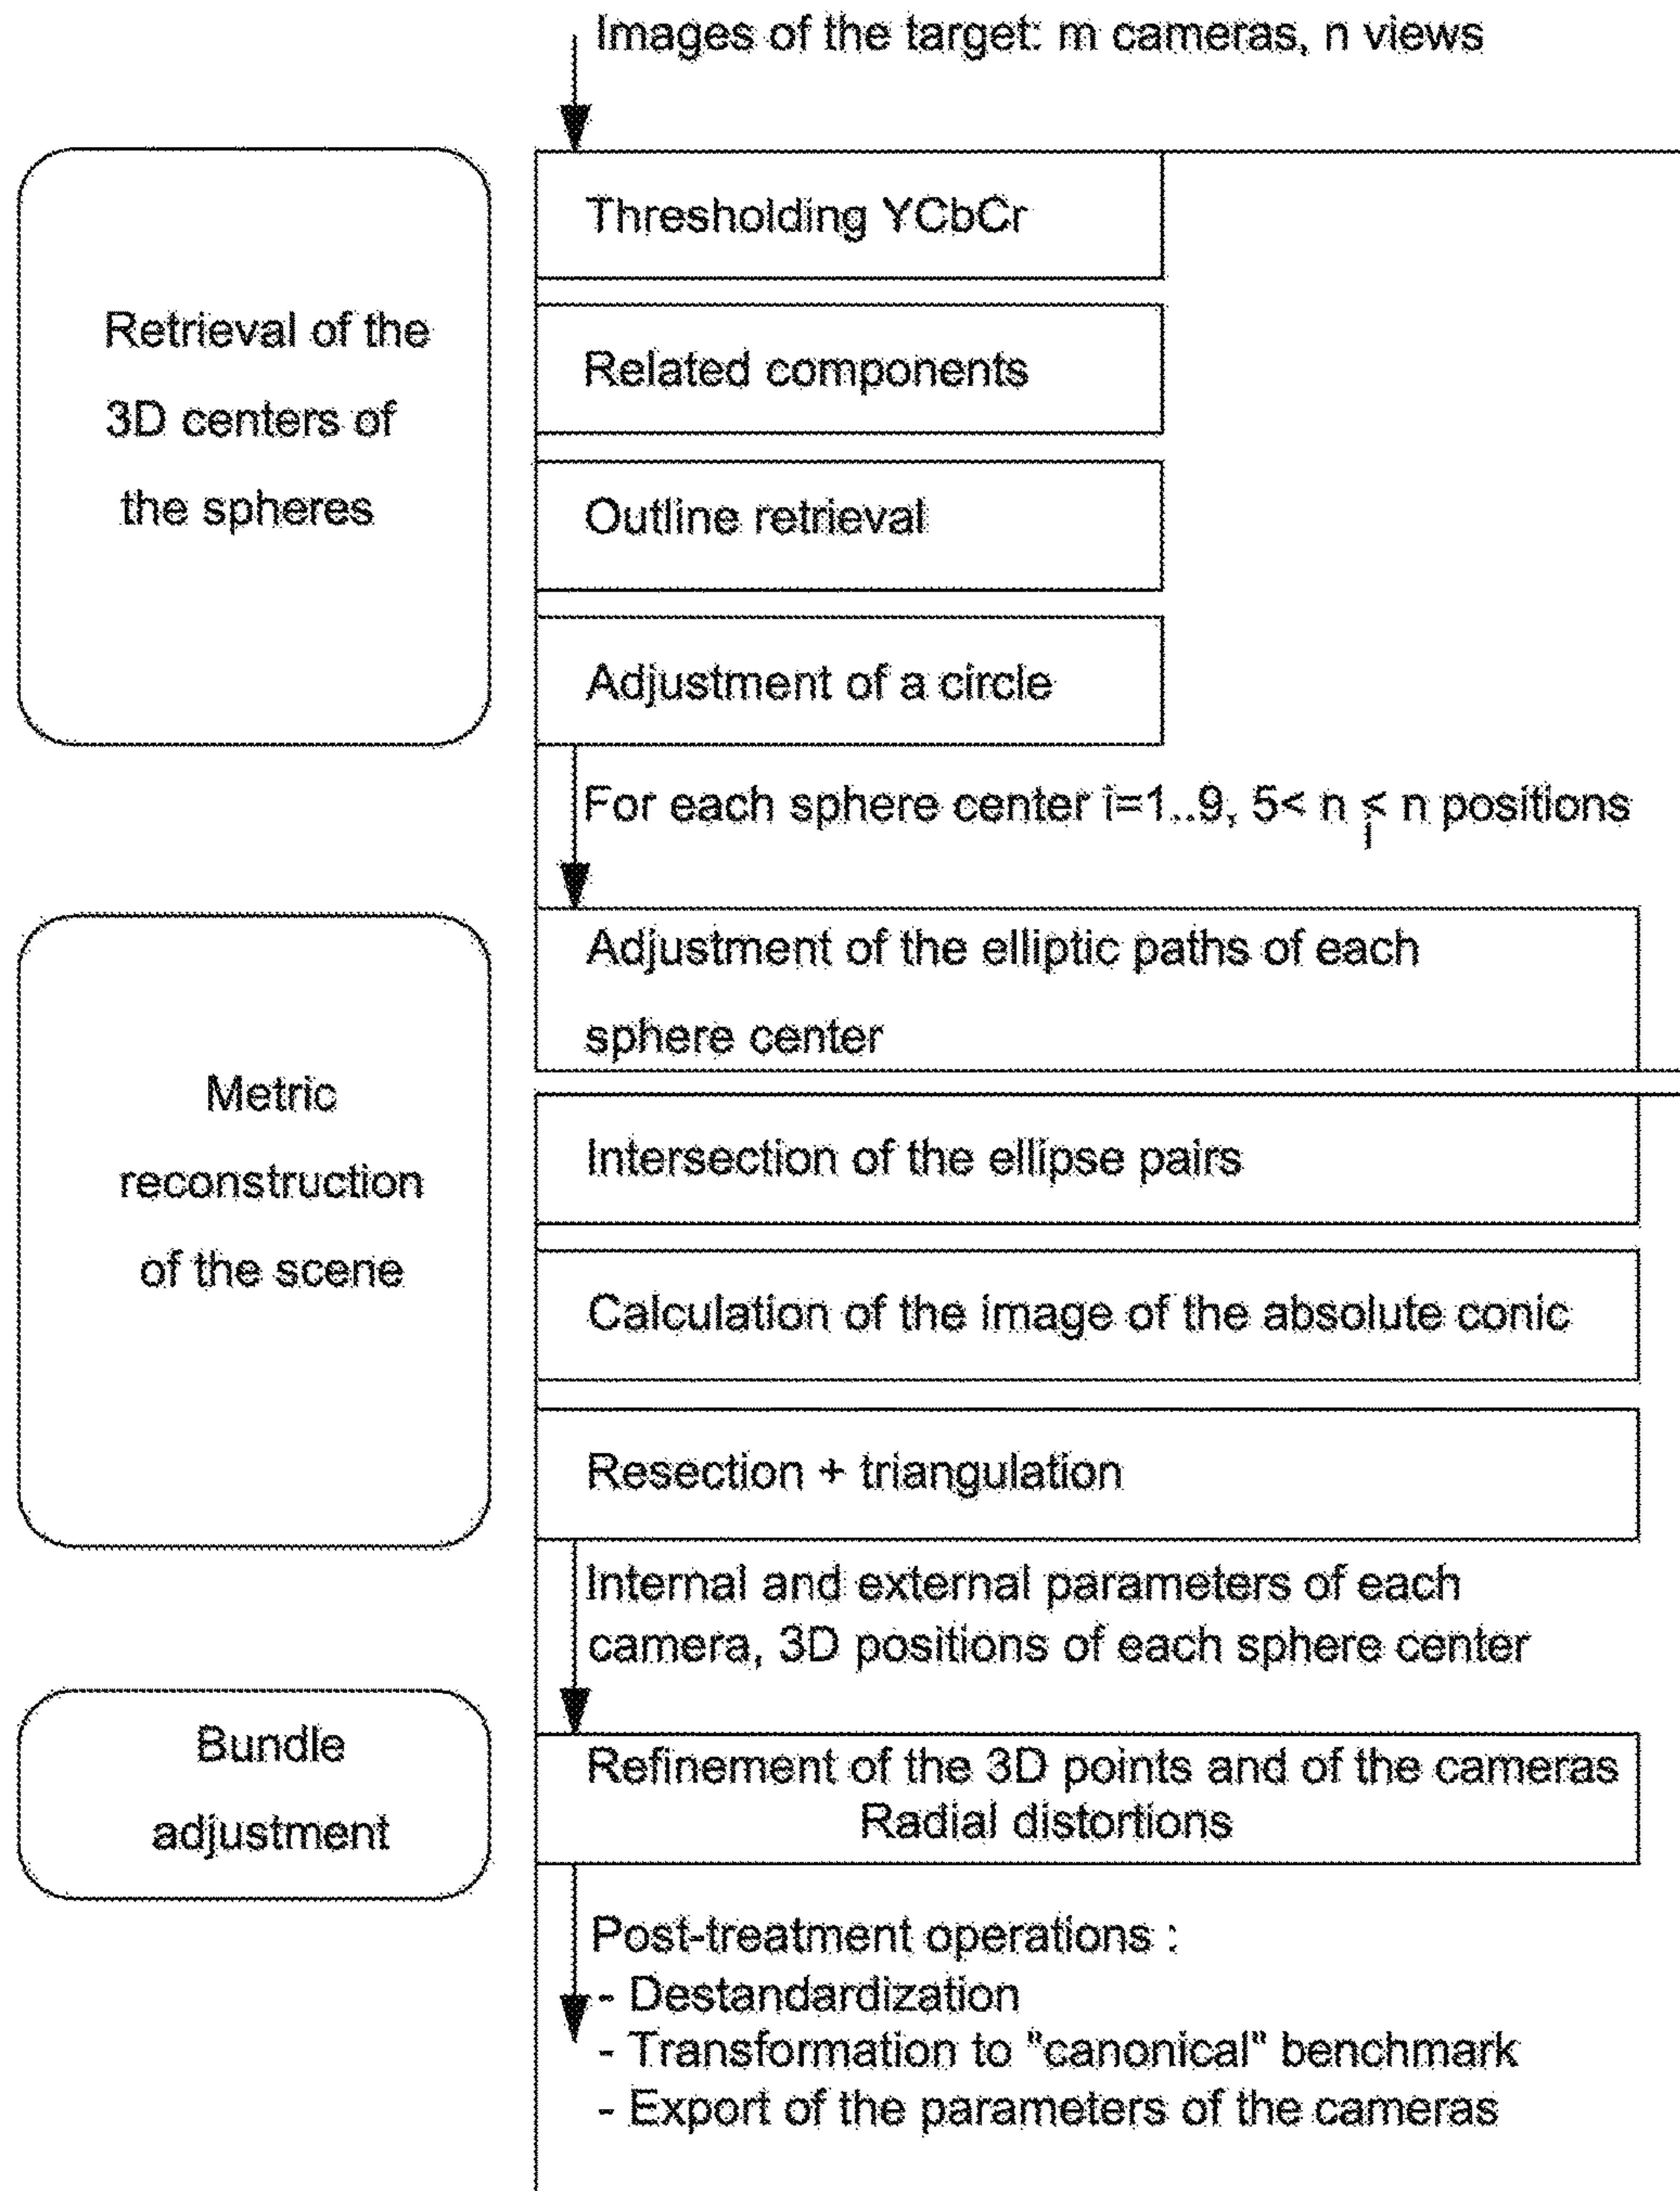 Images of the target: m cameras, n views
Retrieval of the
3D centers of
the spheres
Thresholding YCbCr
Related components
Outline retrieval
Adjustment of a circle
For each sphere center i=1..9, 5< n i < n positions
Metric
reconstruction
of the scene
Adjustment of the elliptic paths of each
sphere center
Intersection of the ellipse pairs
Calculation of the image of the absolute conic
Resection + triangulation
Internal and external parameters of each
camera, 3D positions of each sphere center
Bundle
adjustment
Refinement of the 3D points and of the cameras
Radial distortions
Post-treatment operations :
- Destandardization
- Transformation to "canonical" benchmark
- Export of the parameters of the cameras